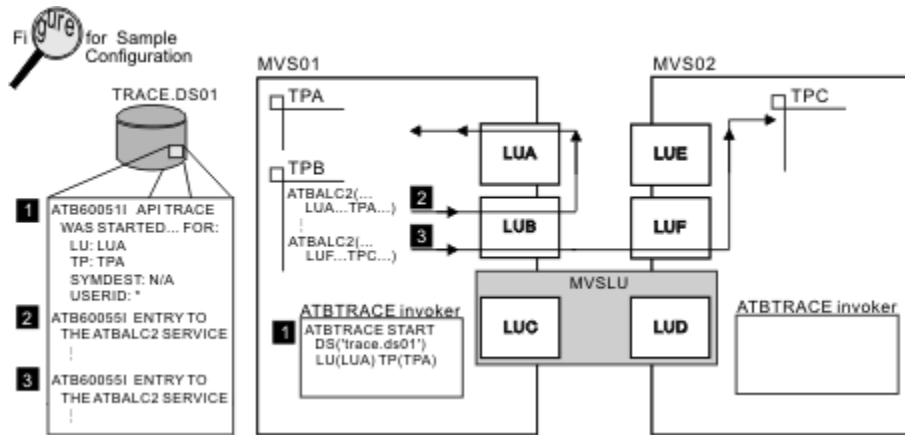 Figure for Sample
Configuration
TRACE.DS01
1 ATB60051I API TRACE
WAS STARTED... FOR:
LU: LUA
TP: TPA
SYMDEST: N/A
USERID: *
2 ATB60055I ENTRY TO
THE ATBALC2 SERVICE
3 ATB60055I ENTRY TO
THE ATBALC2 SERVICE
MVS01
TPA
TPB
ATBALC2(...
LUA...TPA...)
2
ATBALC2(...
LUF...TPC...)
3
LUA
LUB
ATBTRACE invoker
1 ATBTRACE START
DS('trace.ds01')
LU(LUA) TP(TPA)
MVSLU
LUC
LUD
MVS02
TPC
LUE
LUF
ATBTRACE invoker